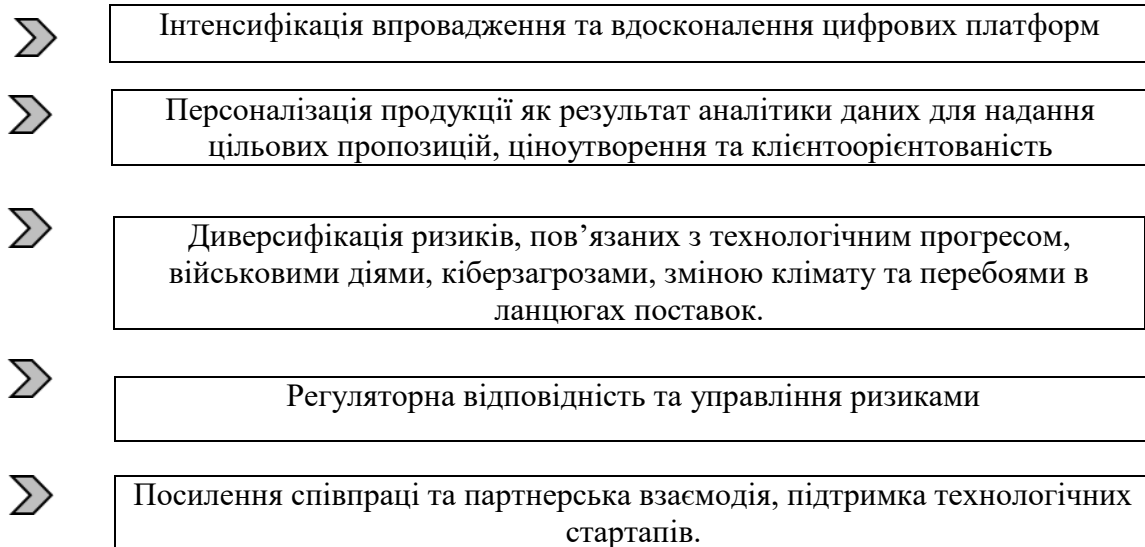 Інтенсифікація впровадження та вдосконалення цифрових платформ
Персоналізація продукції як результат аналітики даних для надання
цільових пропозицій, ціноутворення та клієнтоорієнтованість
Диверсифікація ризиків, пов’язаних з технологічним прогресом,
військовими діями, кіберзагрозами, зміною клімату та перебоями в
ланцюгах поставок.
Регуляторна відповідність та управління ризиками
Посилення співпраці та партнерська взаємодія, підтримка технологічних
стартапів.